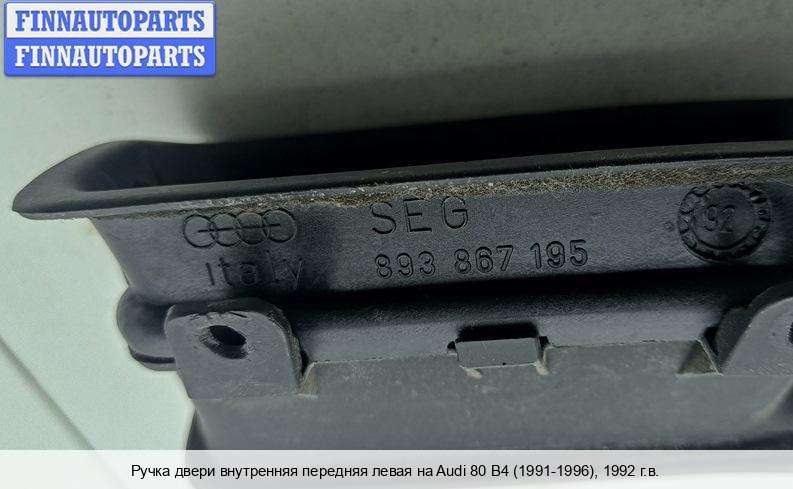 FINNAUTOPARTS
FINNAUTOPARTS
SEG
92
italy
893 867 195
Ручка двери внутренняя передняя левая на Audi 80 B4 (1991-1996), 1992 г.в.